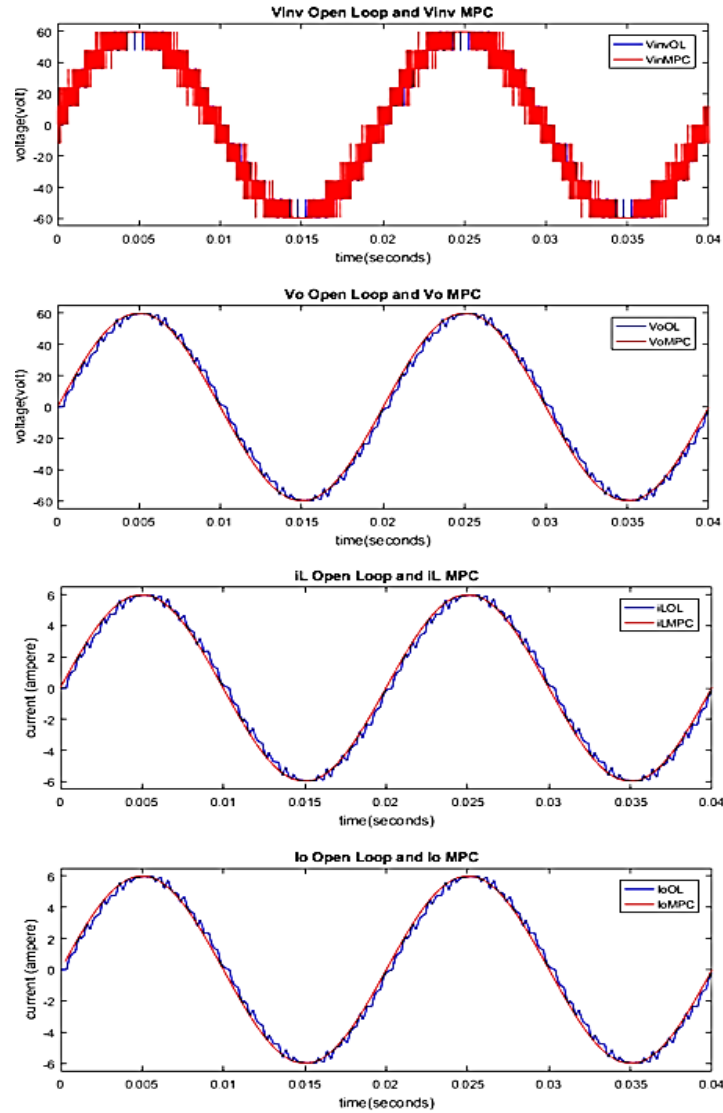 Vinv Open Loop and Vinv MPC
voltage(volt)
60
40
20
0
-20
-40
-60
VinvOL
VinMPC
0 0.005 0.01 0.015 0.02 0.025 0.03 0.035 0.04
time(seconds)
Vo Open Loop and Vo MPC
voltage(volt)
60
40
20
0
-20
-40
-60
VoOL
VoMPC
0 0.005 0.01 0.015 0.02 0.025 0.03 0.035 0.04
time(seconds)
iL Open Loop and IL MPC
current (ampere)
6
4
2
0
-2
-4
-6
iLOL
iLMPC
0 0.005 0.01 0.015 0.02 0.025 0.03 0.035 0.04
time(seconds)
Io Open Loop and Io MPC
current (ampere)
6
4
2
0
-2
-4
-6
IoOL
IoMPC
0 0.005 0.01 0.015 0.02 0.025 0.03 0.035 0.04
time(seconds)